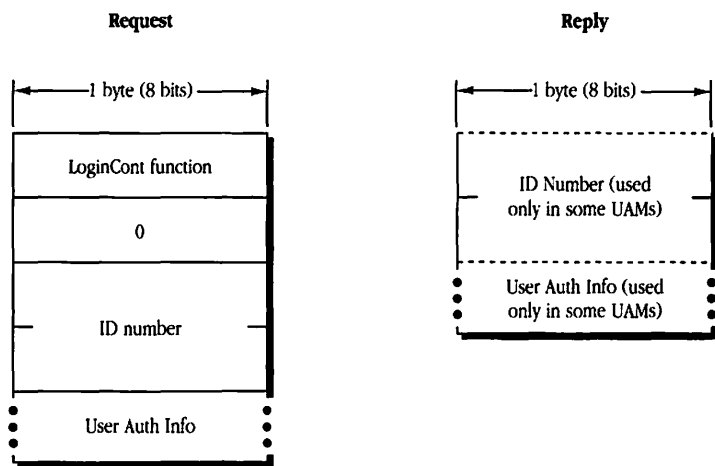 Request
1 byte (8 bits)
LoginCont function
0
ID number
User Auth Info
Reply
1 byte (8 bits)
ID Number (used
only in some UAMs)
User Auth Info (used
only in some UAMs)